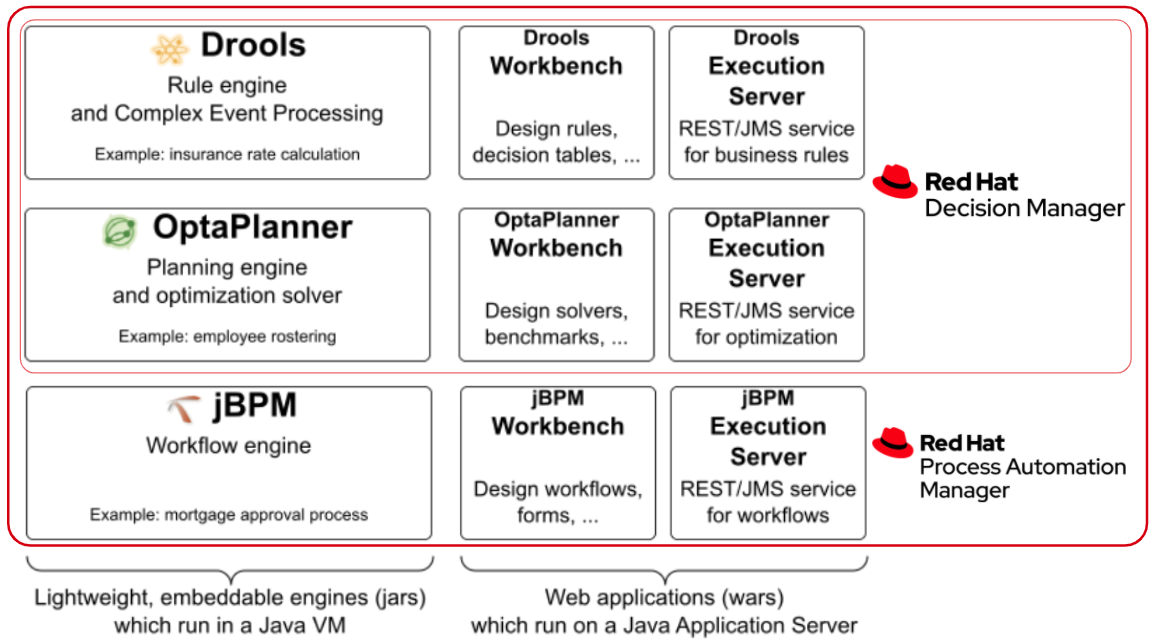 Drools
Rule engine
and Complex Event Processing
Example: insurance rate calculation
Drools
Workbench
Design rules,
decision tables, ...
Drools
Execution
Server
REST/JMS service
for business rules
Red Hat
Decision Manager
OptaPlanner
Planning engine
and optimization solver
Example: employee rostering
OptaPlanner
Workbench
Design solvers,
benchmarks, ...
OptaPlanner
Execution
Server
REST/JMS service
for optimization
jBPM
Workflow engine
Example: mortgage approval process
jBPM
Workbench
Design workflows,
forms, ...
jBPM
Execution
Server
REST/JMS service
for workflows
Red Hat
Process Automation
Manager
Lightweight, embeddable engines (jars)
which run in a Java VM
Web applications (wars)
which run on a Java Application Server